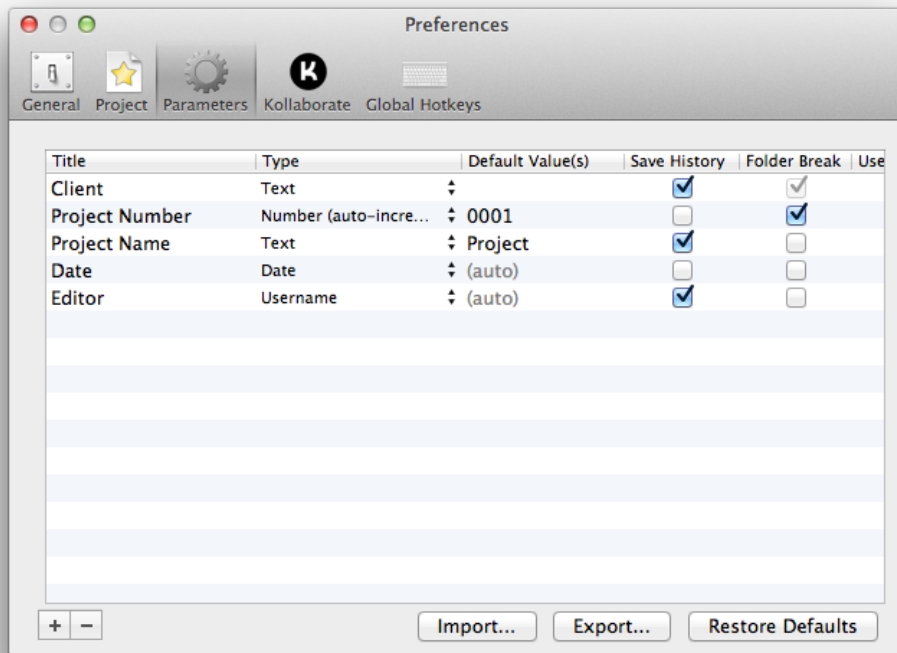 Preferences
General Project Parameters Kollaborate Global Hotkeys
Title Type Default Value(s) Save History Folder Break Use
Client Text
Project Number Number (auto-incre... 0001
Project Name Text Project
Date Date (auto)
Editor Username (auto)
+ − Import... Export... Restore Defaults